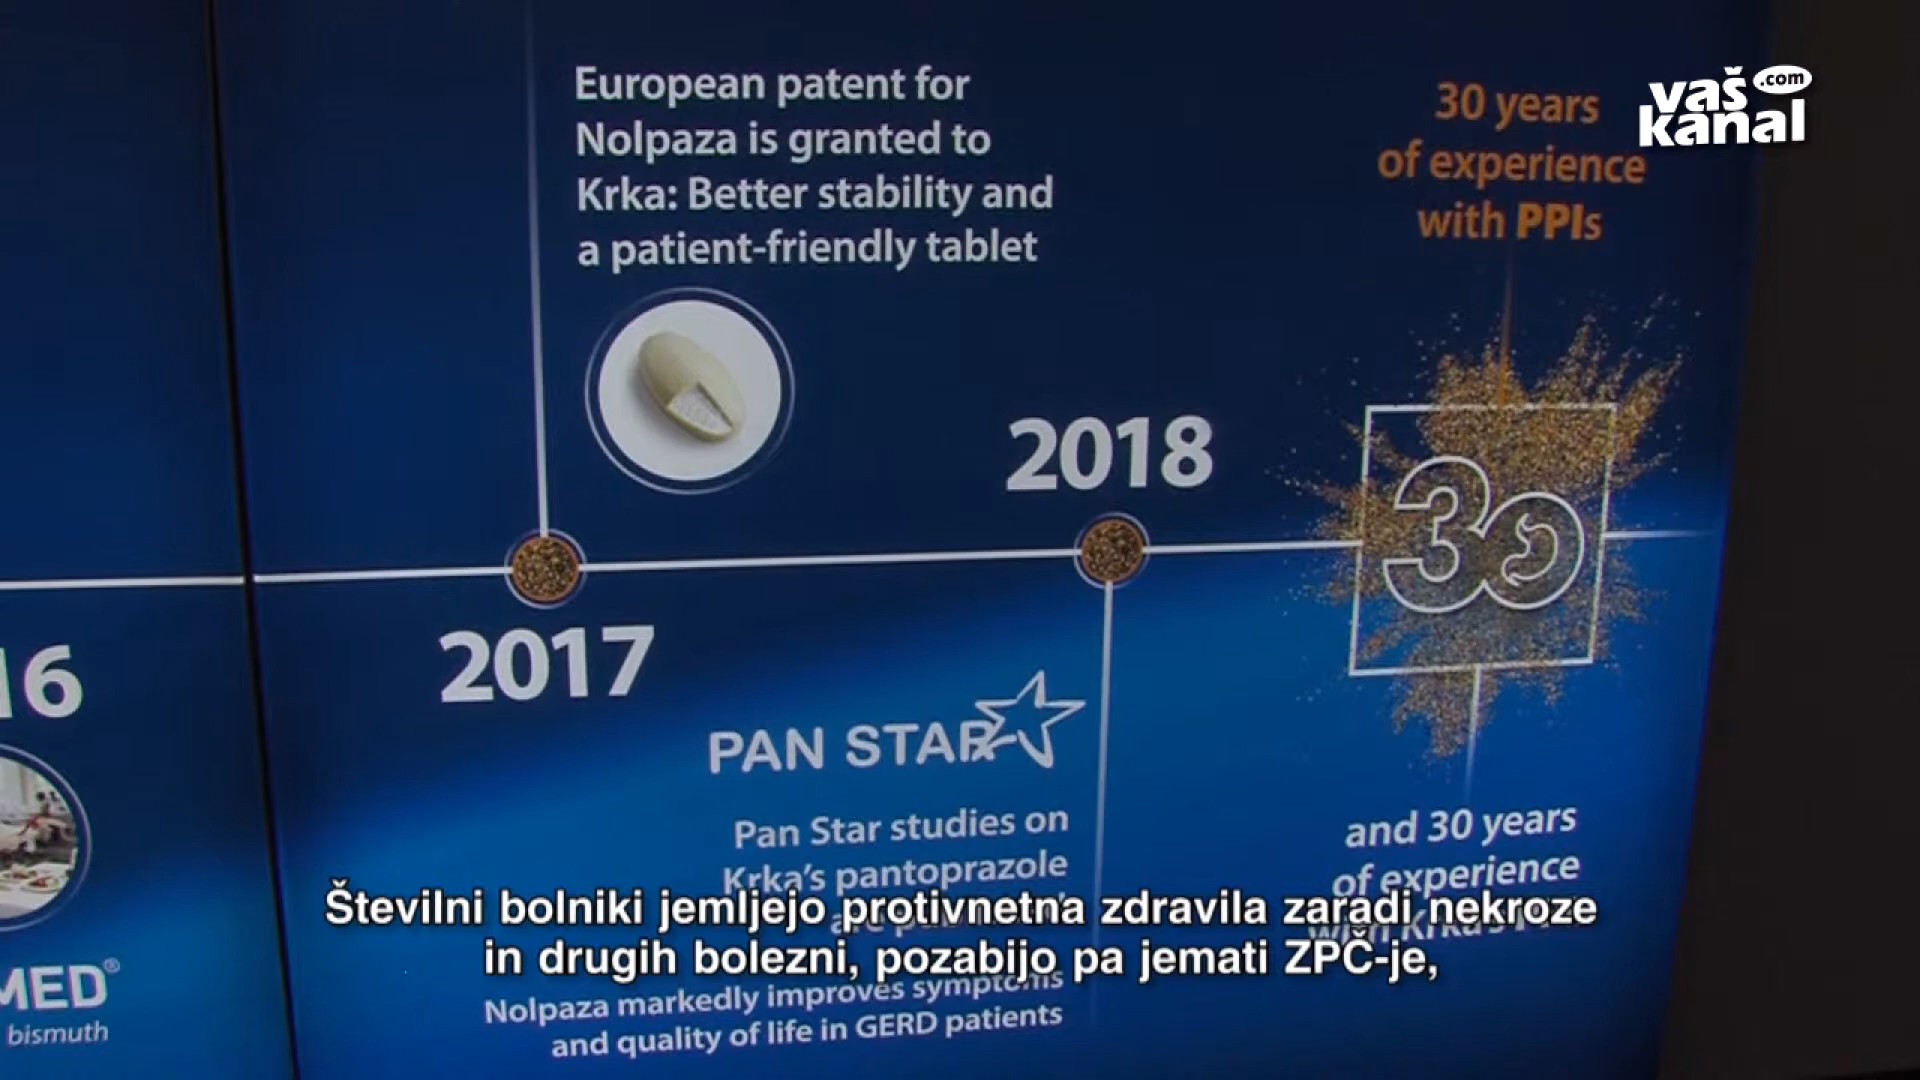 European patent for
Nolpaza is granted to
Krka: Better stability and
a patient-friendly tablet
30 years
of experience
with PPIs
vaš
.com
kanal
2018
30
2017
16
PAN STAR
Pan Star studies on
Krka's pantoprazole
and 30 years
of experience
Številni bolniki jemljejo protivnetna zdravila zaradi nekroze
in drugih bolezni, pozabijo pa jemati ZPČ-je,
Nolpaza markedly improves symptoms
and quality of life in GERD patients
MED®
bismuth